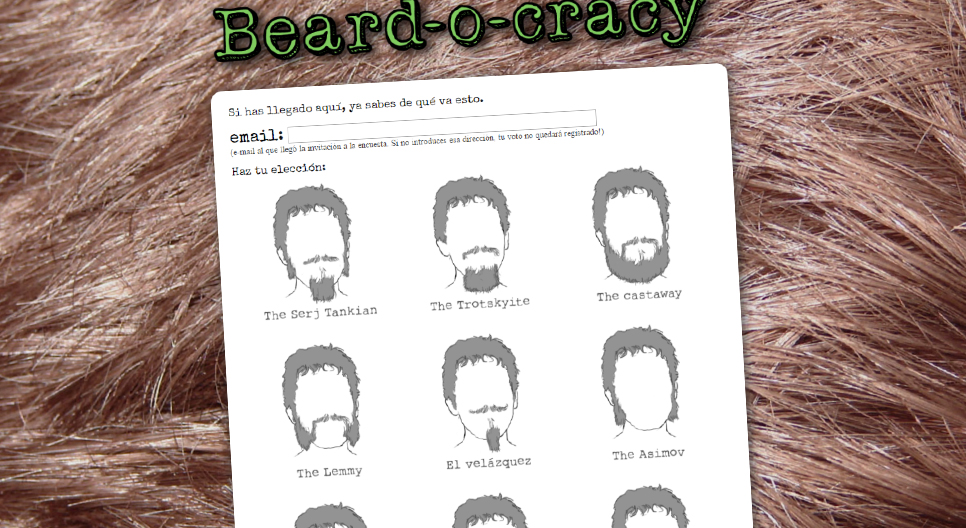 Beard-o-cracy
Si has llegado aquí, ya sabes de qué va esto.
email:
(e-mail al que llegó la invitación a la encuesta. Si no introduces esa dirección, tu voto no quedará registrado!)
Haz tu elección:
The Serj Tankian
The Trotskyite
The castaway
The Lemmy
El velázquez
The Asimov